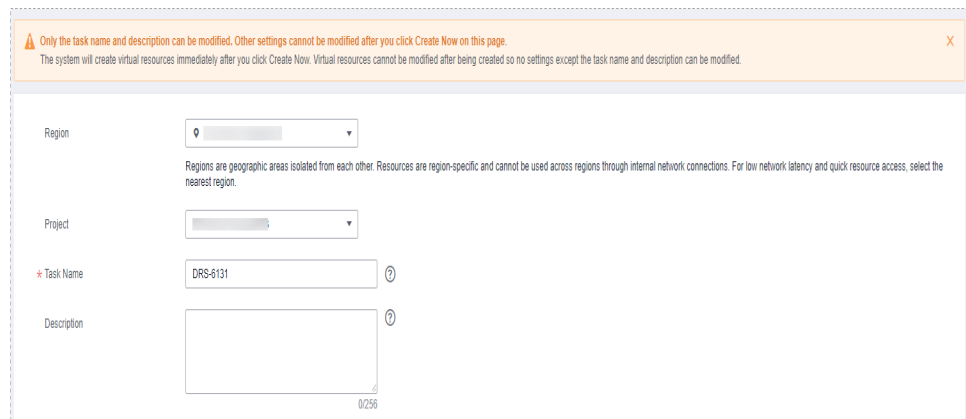 Only the task name and description can be modified. Other settings cannot be modified after you click Create Now on this page.
The system will create virtual resources immediately after you click Create Now. Virtual resources cannot be modified after being created so no settings except the task name and description can be modified.
Region
Regions are geographic areas isolated from each other. Resources are region-specific and cannot be used across regions through internal network connections. For low network latency and quick resource access, select the
nearest region.
Project
* Task Name
DRS-6131
Description
0/256